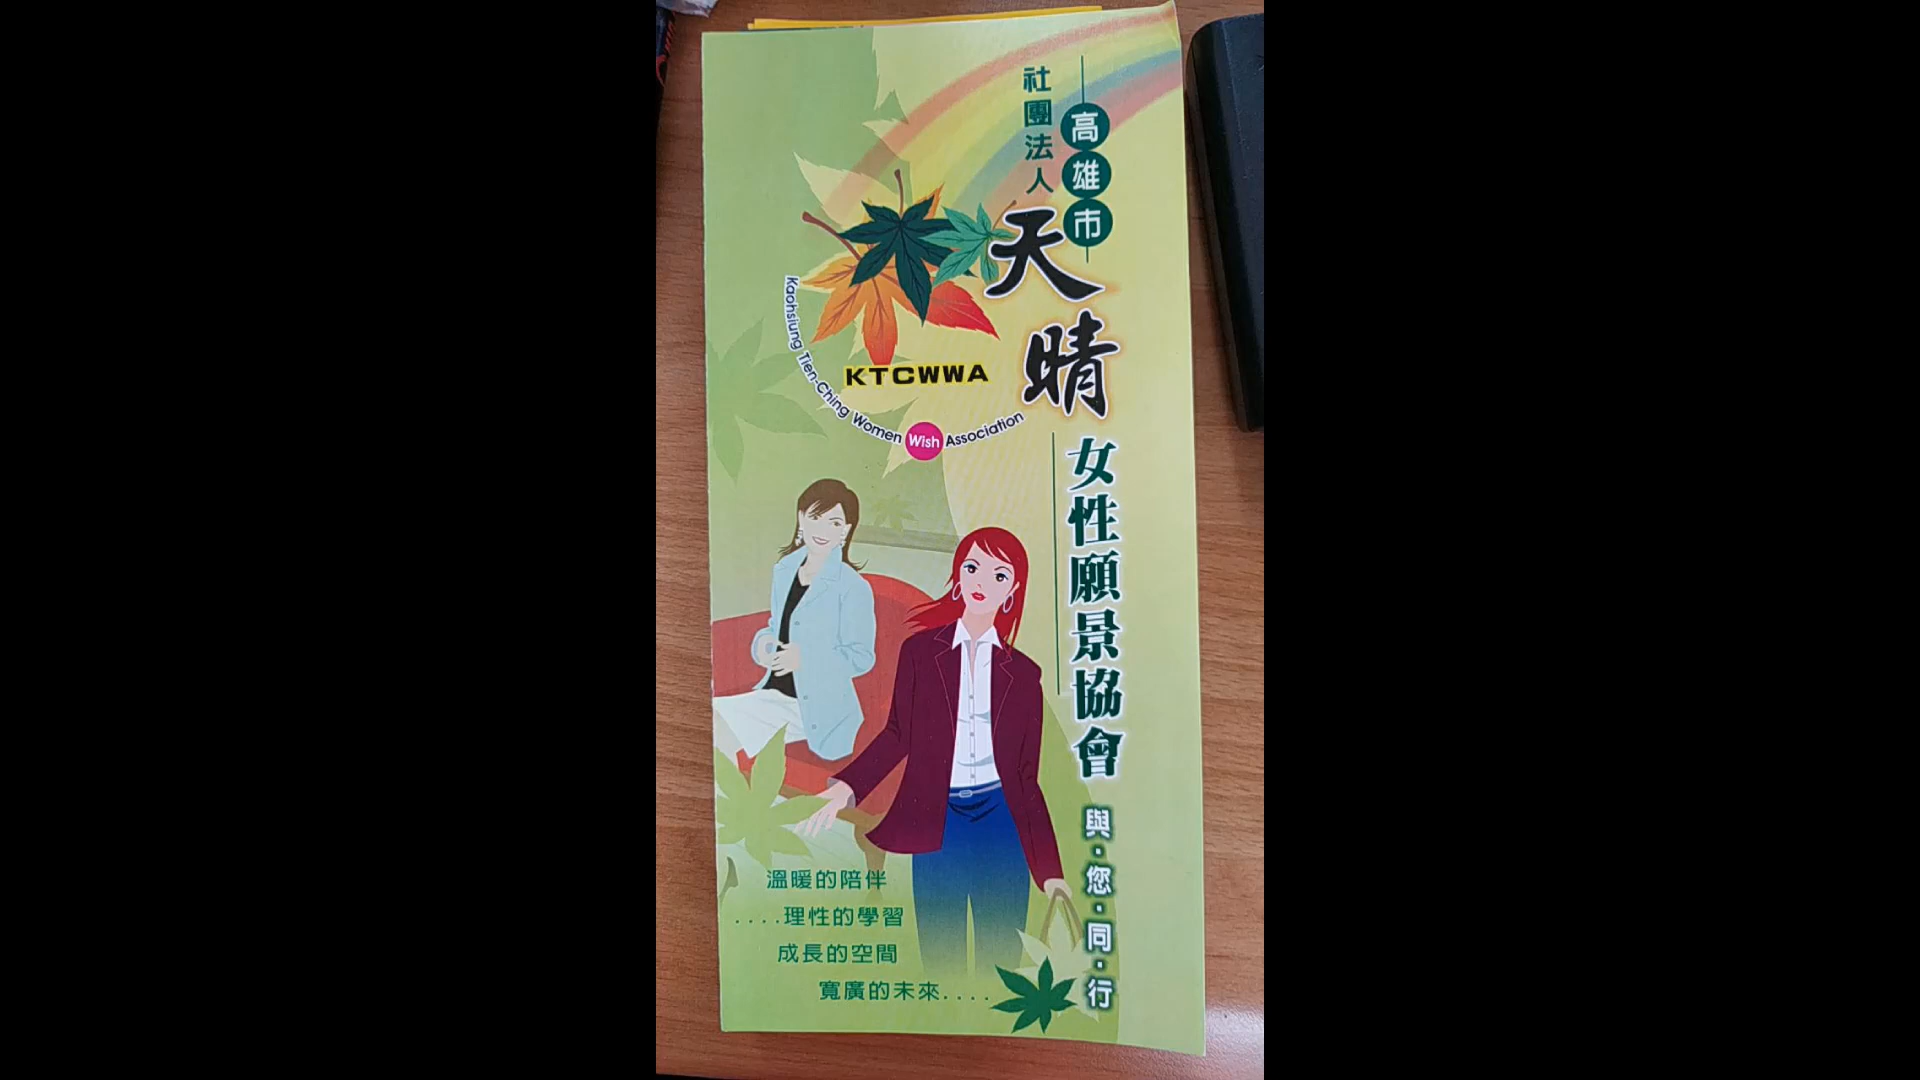 社團法人
高雄市
天晴
女性願景協會
與·您·同·行
KTCWWA
Kaohsiung Tien-Ching Women Wish Association
溫暖的陪伴
....理性的學習
成長的空間
寬廣的未來....